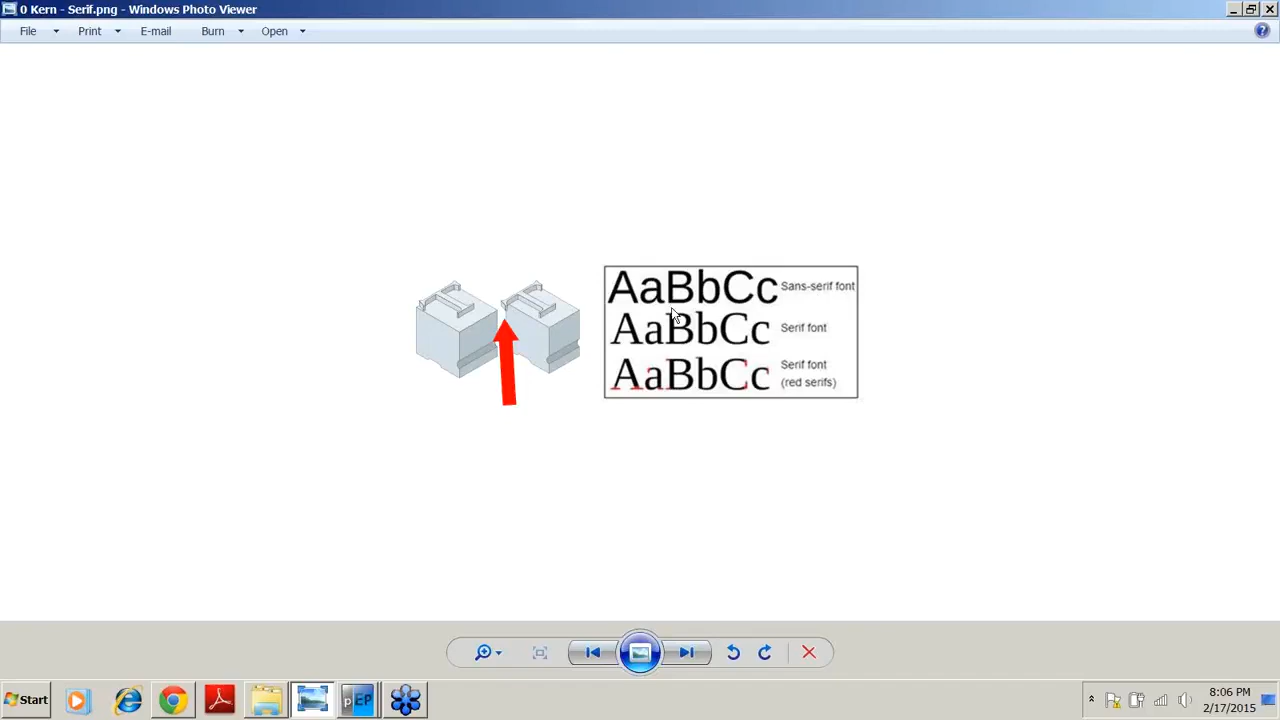 0 Kern - Serif.png - Windows Photo Viewer
File Print E-mail Burn Open
AaBbCc Sans-serif font
AaBbCc Serif font
AaBbCc Serif font
(red serifs)
Start
pEP
8:06 PM
2/17/2015